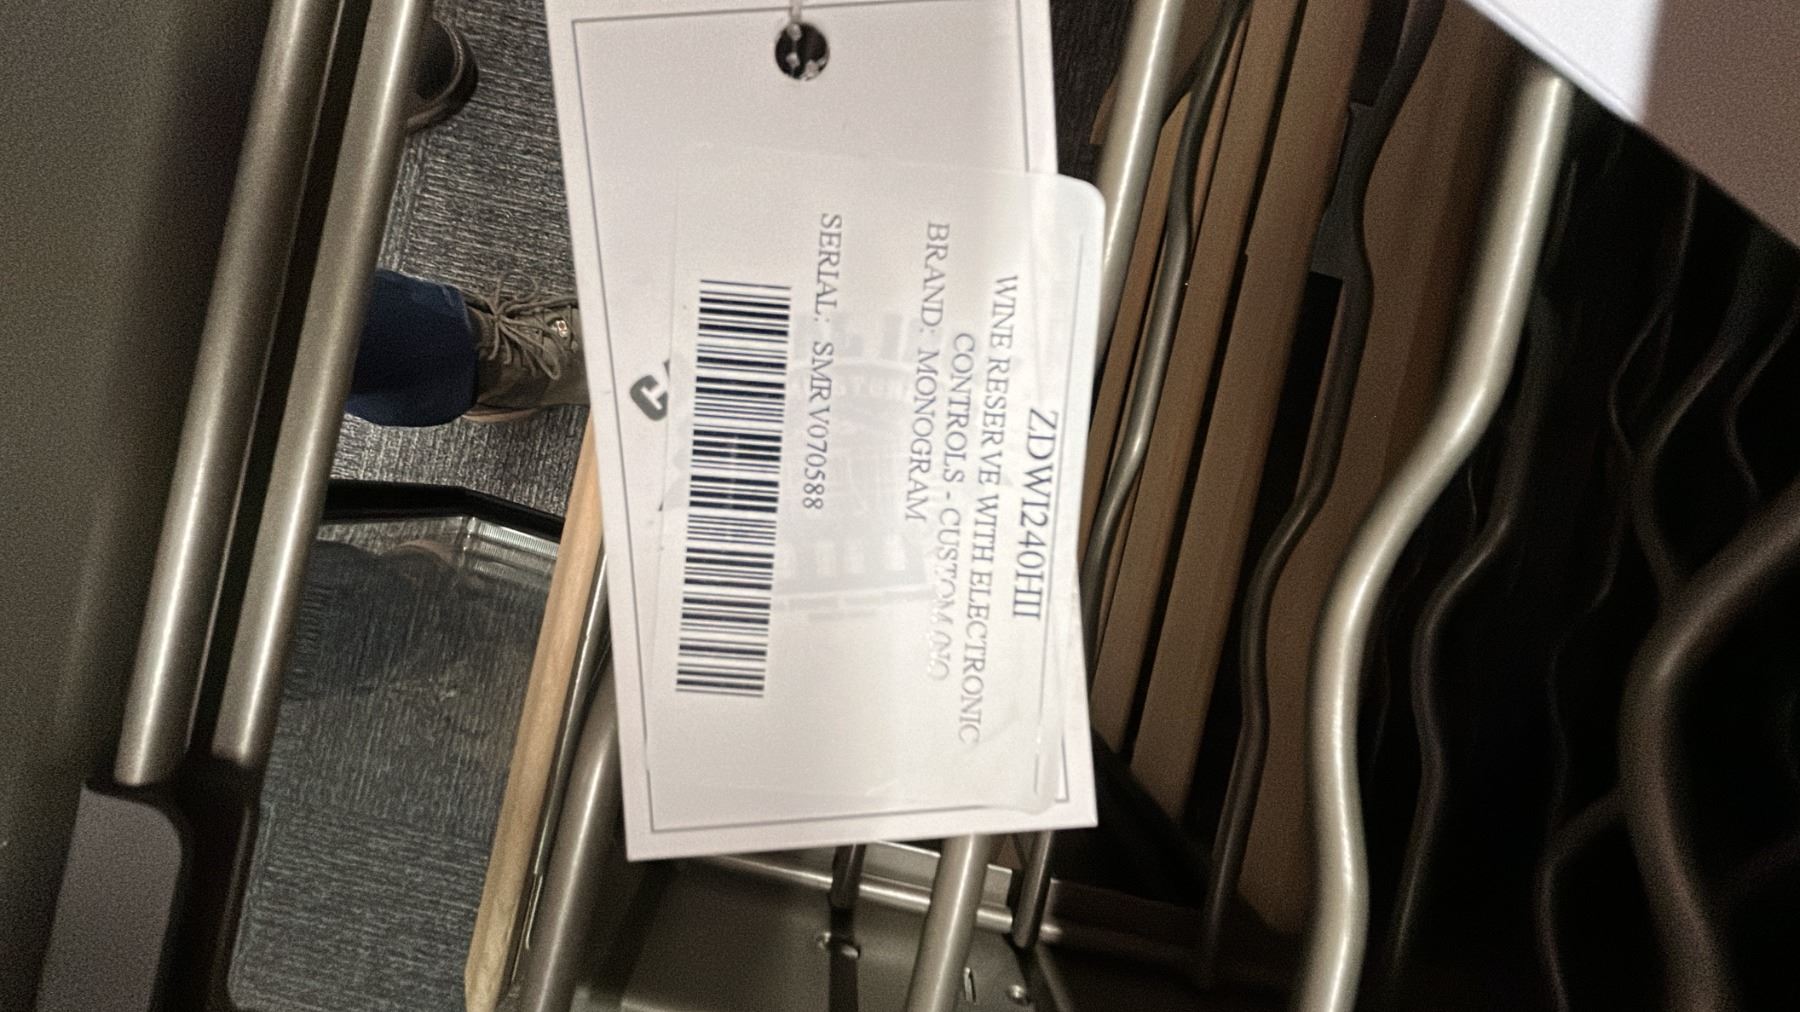 ZDWI240HII
WINE RESERVE WITH ELECTRONIC
CONTROLS - CUSTOM
BRAND: MONOGRAM
SERIAL: SMRV070588